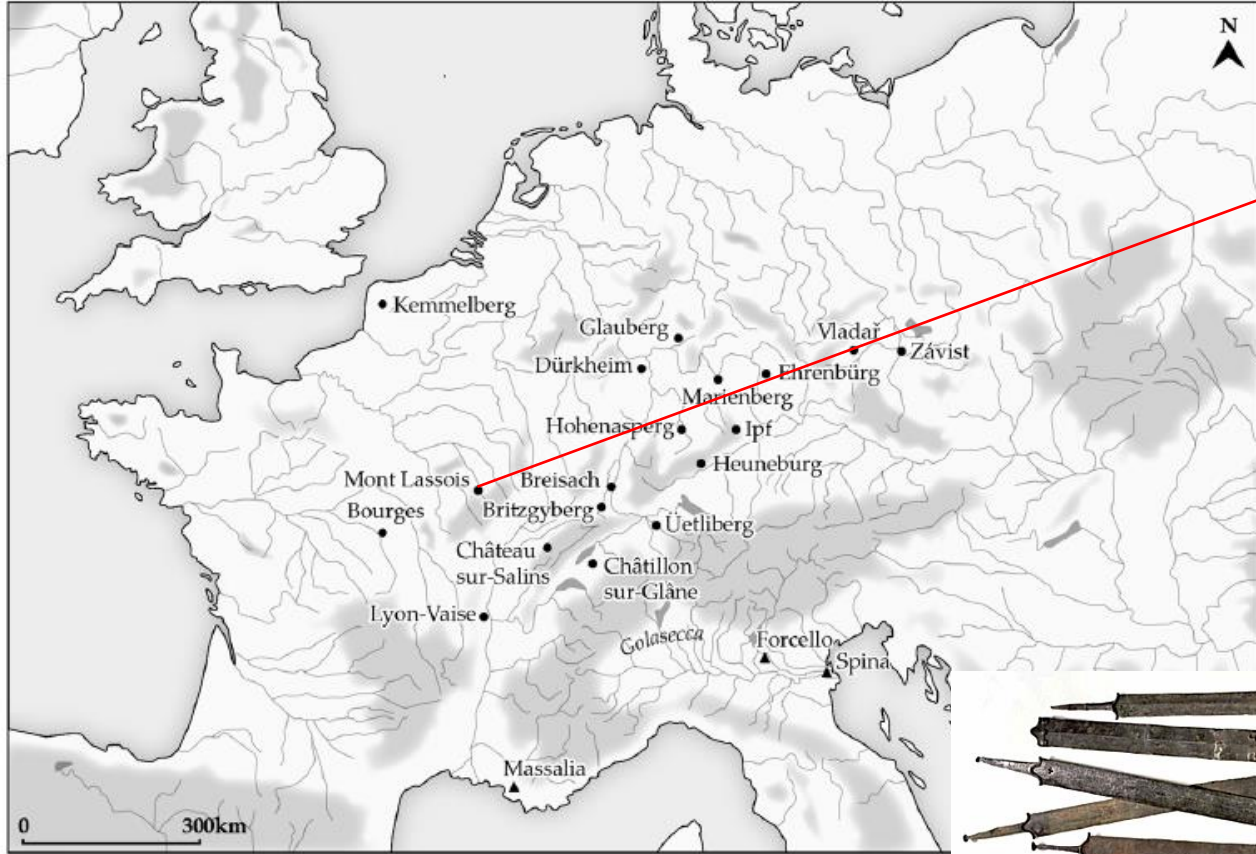 N
Kemmelberg
Glauberg
Vladař
Závist
Dürkheim
Ehrenbürg
Marienberg
Hohenasperg
Ipf
Heuneburg
Mont Lassois
Breisach
Bourges
Britzgyberg
Üetliberg
Château
sur-Salins
Châtillon
sur-Glâne
Lyon-Vaise
Golasecca
Forcello
Spina
Massalia
0 300km